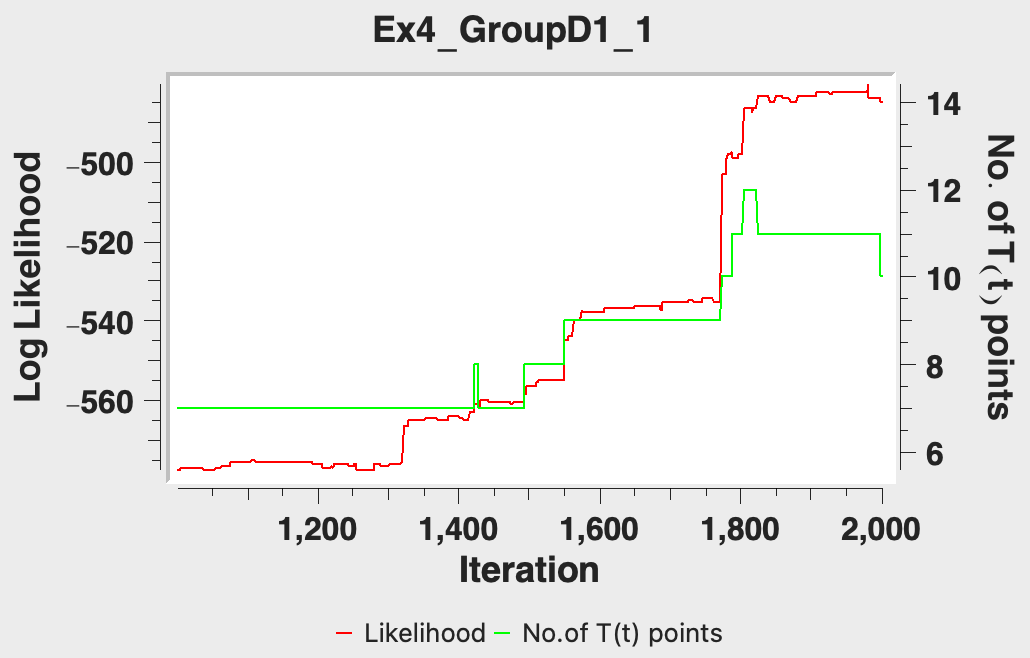 Ex4_GroupD1_1
Log Likelihood
−500
−520
−540
−560
14
12
10
8
6
No. of T(t) points
1,200 1,400 1,600 1,800 2,000
Iteration
Likelihood No.of T(t) points